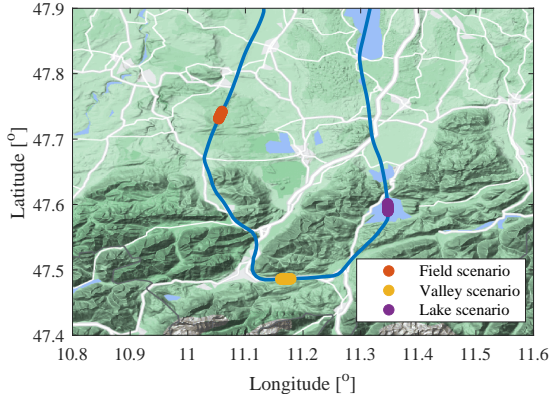 47.9
47.8
47.7
47.6
47.5
47.4
Latitude [°]
Field scenario
Valley scenario
Lake scenario
10.8 10.9 11 11.1 11.2 11.3 11.4 11.5 11.6
Longitude [°]